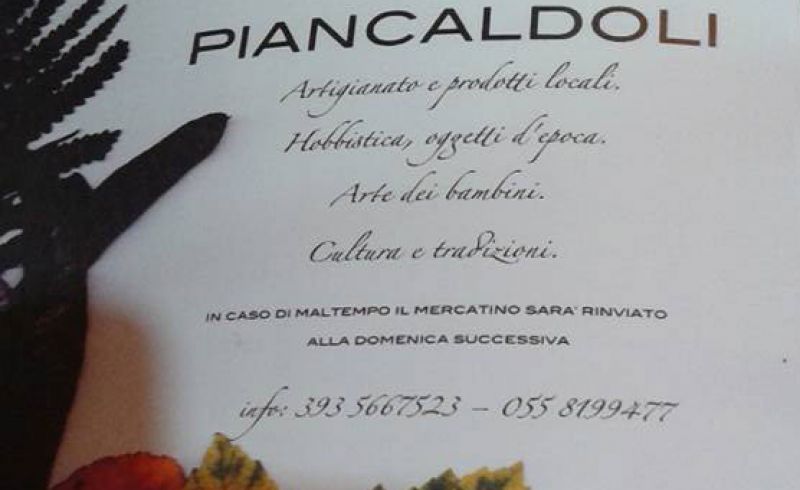 PIANCALDOLI
Artigianato e prodotti locali.
Hobbistica, oggetti d'epoca.
Arte dei bambini.
Cultura e tradizioni.
IN CASO DI MALTEMPO IL MERCATINO SARA' RINVIATO
ALLA DOMENICA SUCCESSIVA
info: 393 5667523 – 055 8199477